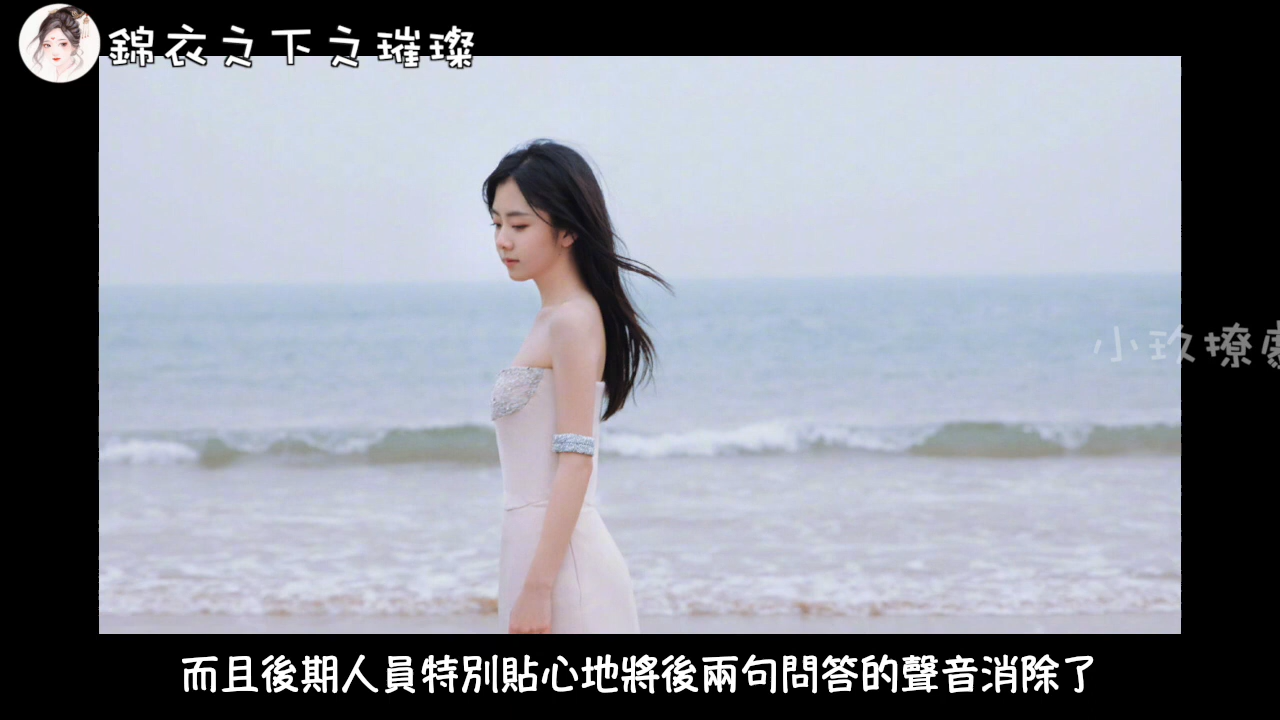 錦衣之下之璀璨
小玫撩
而且後期人員特別貼心地將後兩句問答的聲音消除了